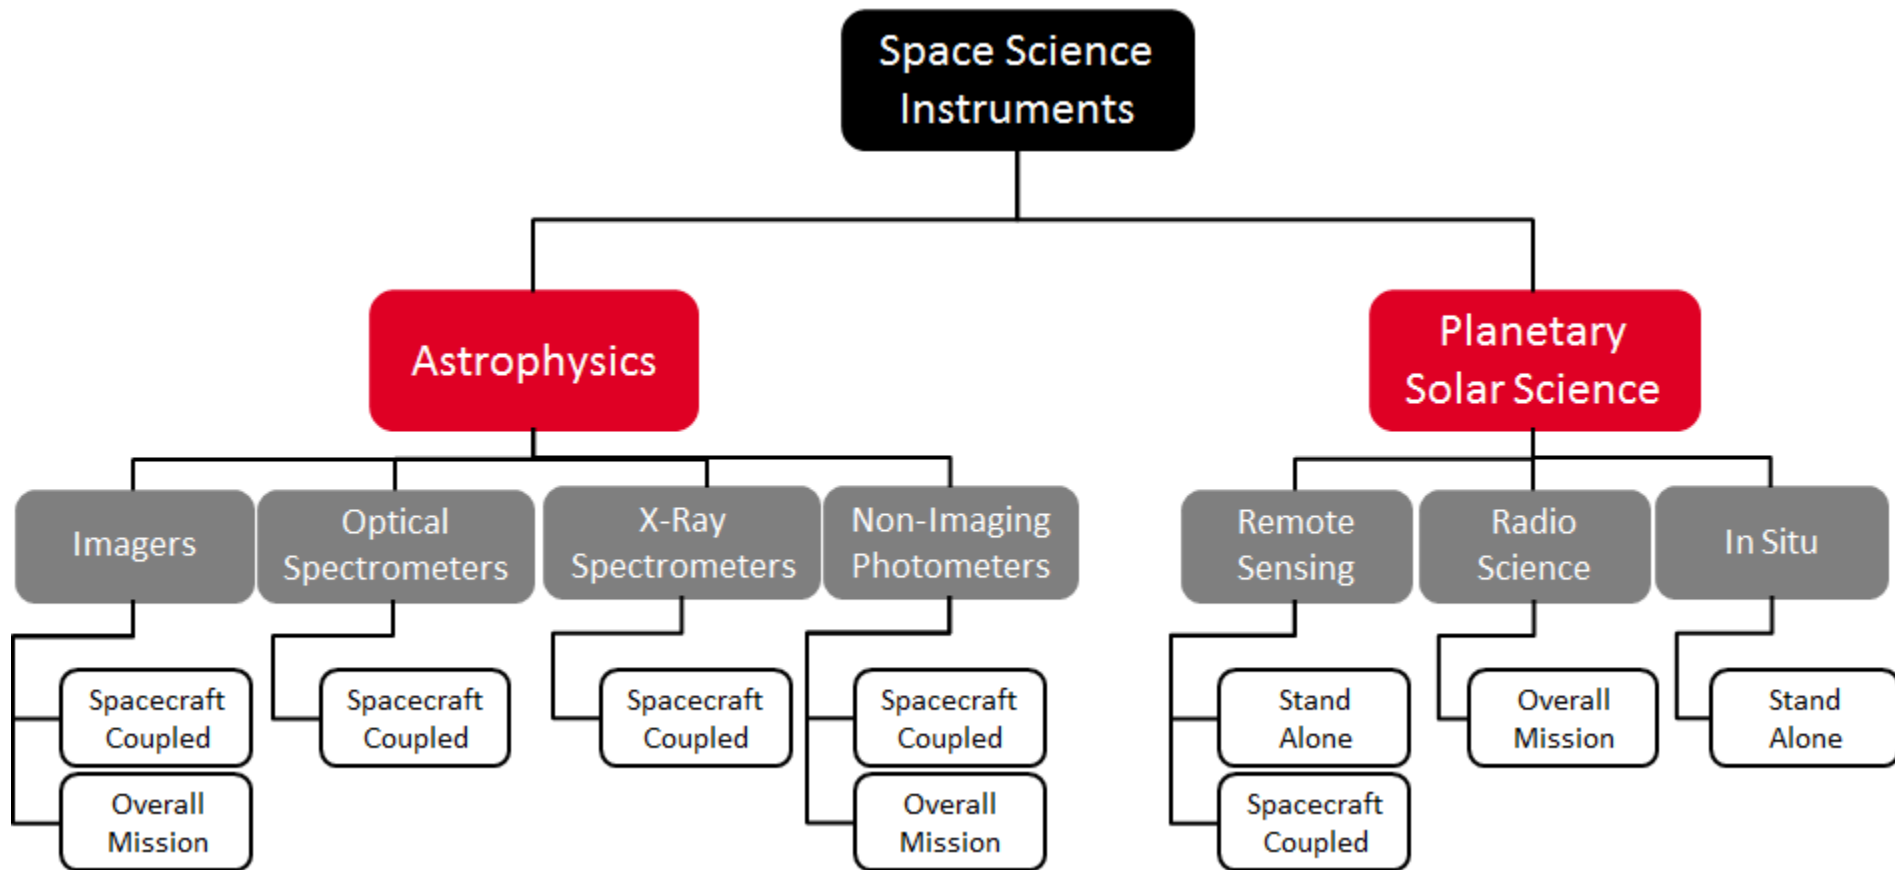 Space Science
Instruments
Astrophysics
Planetary
Solar Science
Imagers
Optical
Spectrometers
X-Ray
Spectrometers
Non-Imaging
Photometers
Remote
Sensing
Radio
Science
In Situ
Spacecraft
Coupled
Overall
Mission
Spacecraft
Coupled
Spacecraft
Coupled
Spacecraft
Coupled
Overall
Mission
Stand
Alone
Spacecraft
Coupled
Overall
Mission
Stand
Alone